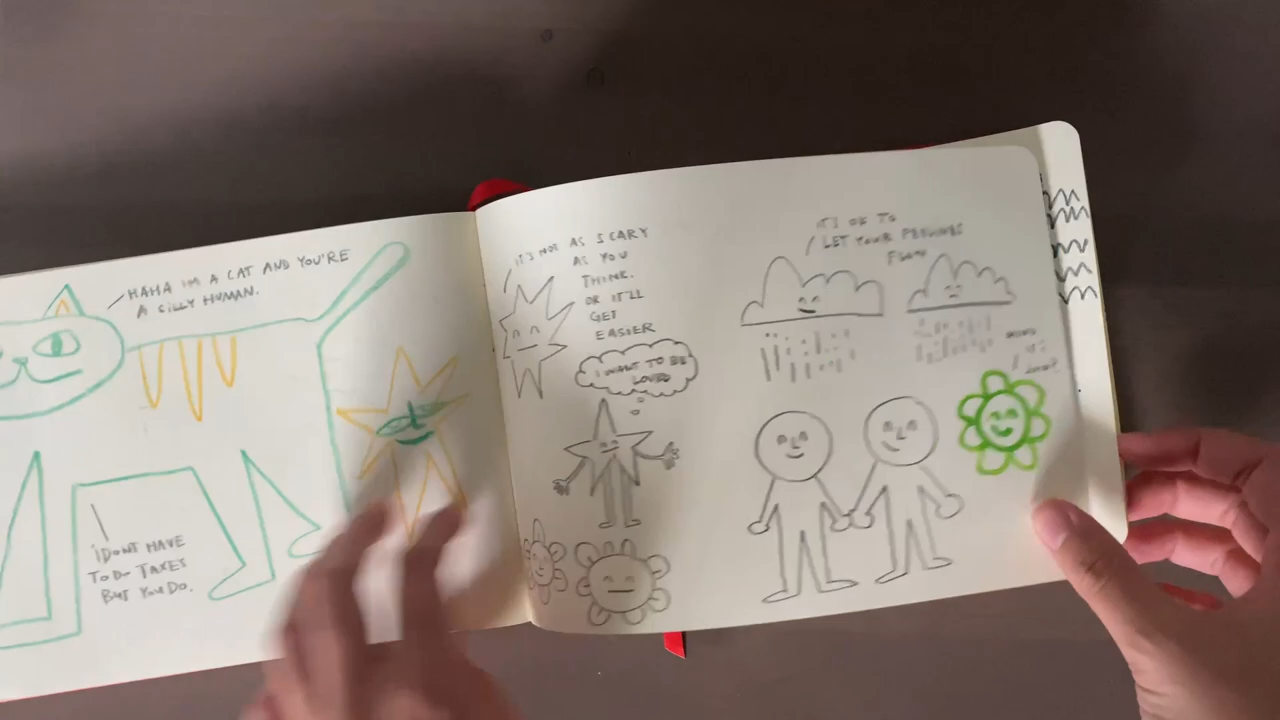 HAHA IM A CAT AND YOU'RE
A CILLY HUMAN.
I DONT HAVE
TO DO TAXES
BUT YOU DO.
IT'S NOT AS SCARY
AS YOU
THINK.
OR IT'LL
GET
EASIER
I WANT TO BE
LOVED
IT'S OK TO
LET YOUR FEELINGS
FLOW